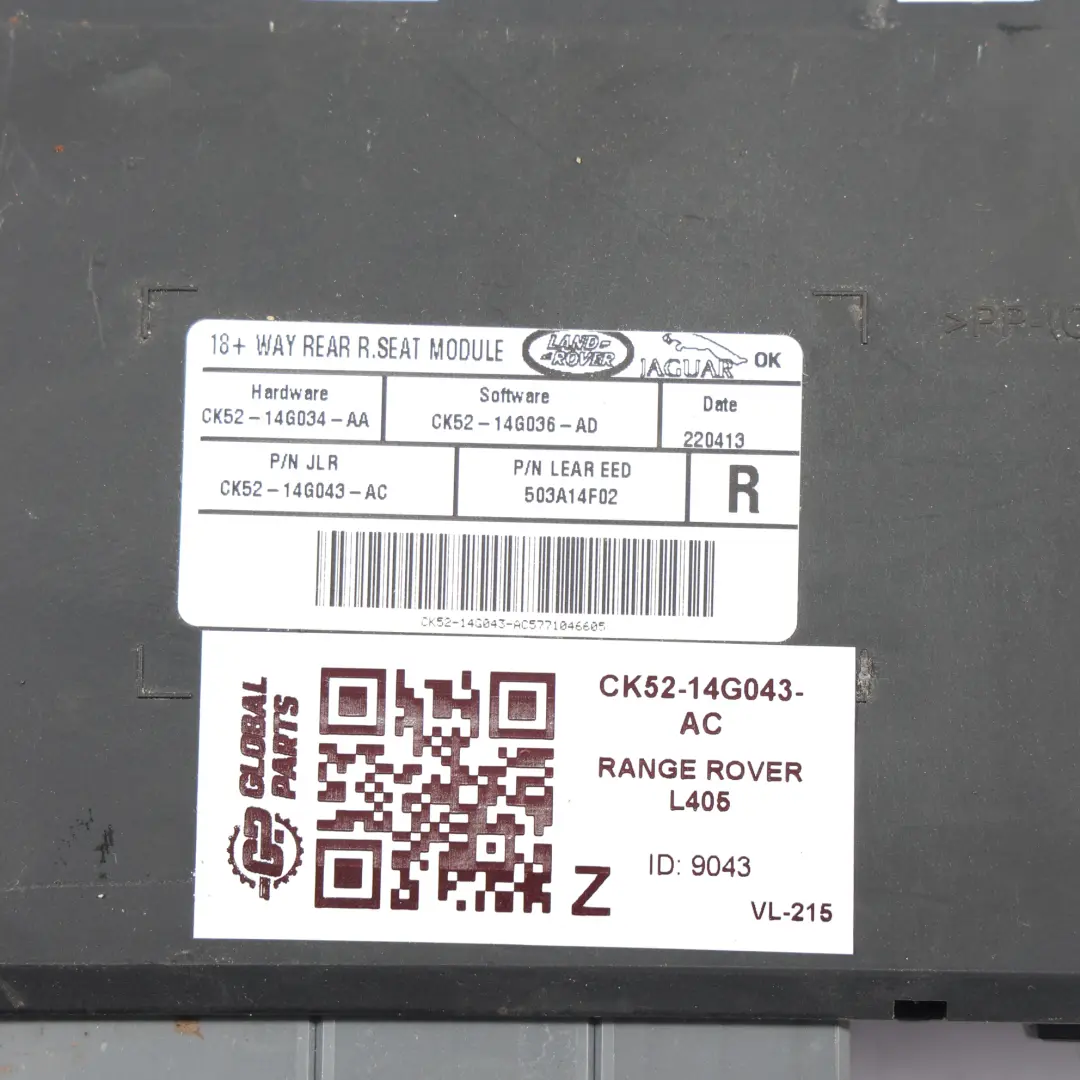 18+ WAY REAR R.SEAT MODULE LAND-ROVER JAGUAR OK
Hardware Software Date
CK52-14G034-AA CK52-14G036-AD 220413
P/N JLR P/N LEAR EED R
CK52-14G043-AC 503A14F02
CK52-14G043-AC5771046605
GLOBAL PARTS
CK52-14G043-
AC
RANGE ROVER
L405
ID: 9043
Z
VL-215